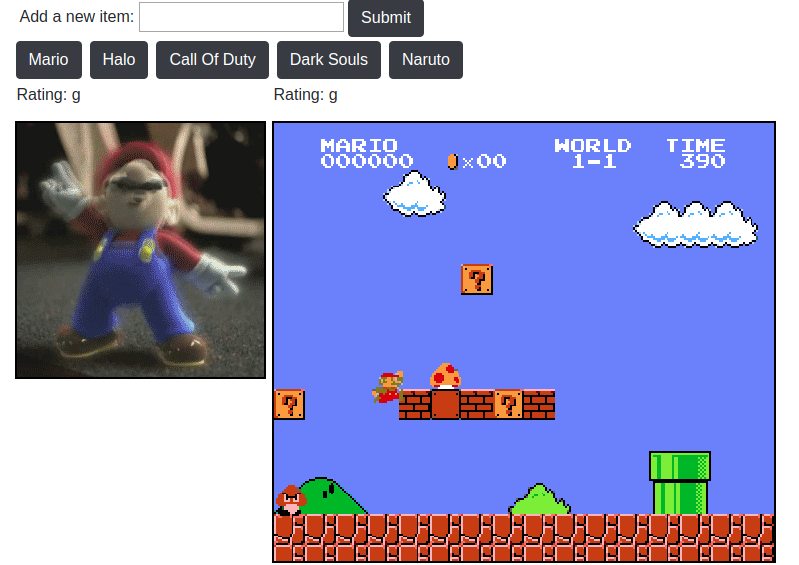 Add a new item: Submit
Mario Halo Call Of Duty Dark Souls Naruto
Rating: g Rating: g
MARIO WORLD TIME
000000 x00 1-1 390
?
? ?